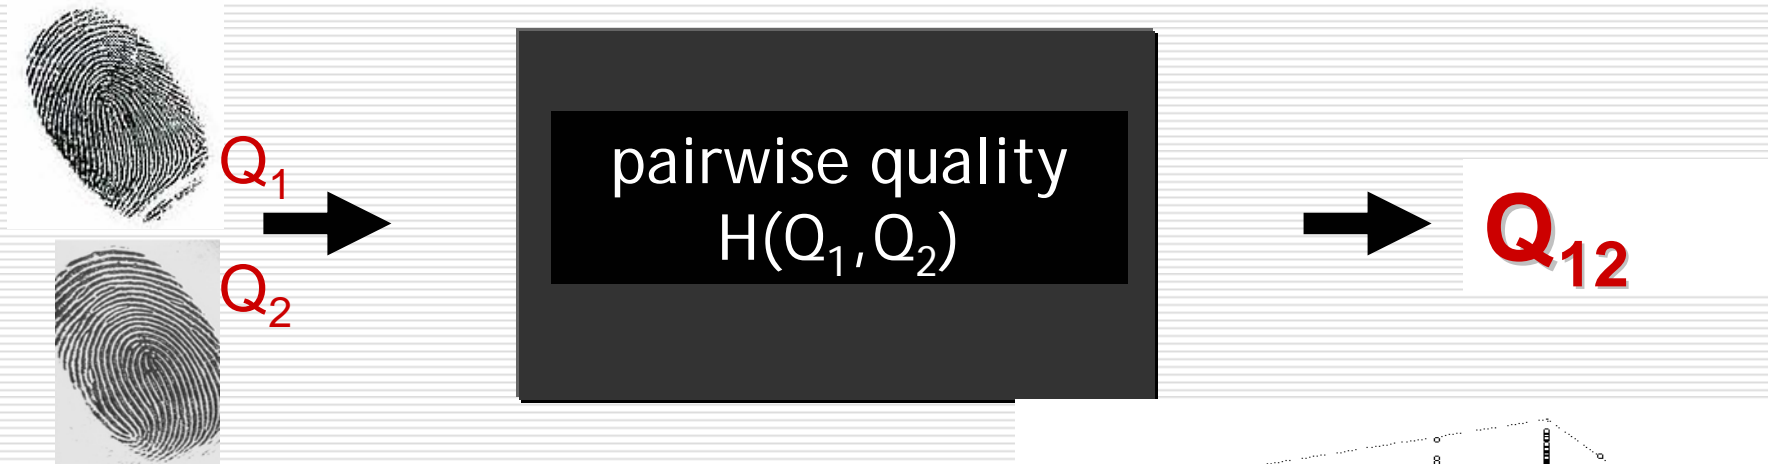 Q₁
Q₂
pairwise quality
H(Q₁,Q₂)
Q₁₂